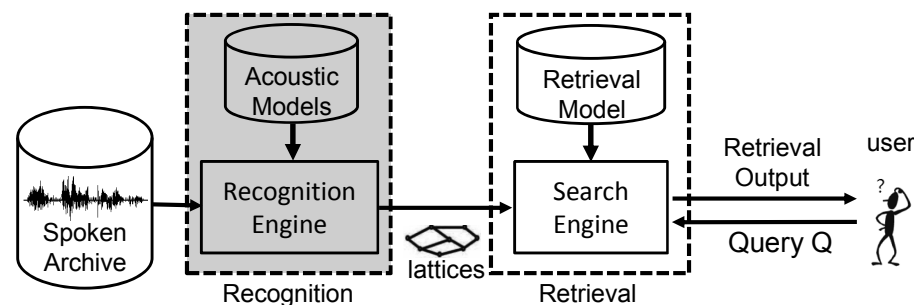 Spoken
Archive
Acoustic
Models
Recognition
Engine
Recognition
lattices
Retrieval
Model
Search
Engine
Retrieval
Retrieval
Output
Query Q
user
?